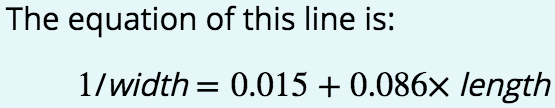 The equation of this line is:
1/width = 0.015 + 0.086× length